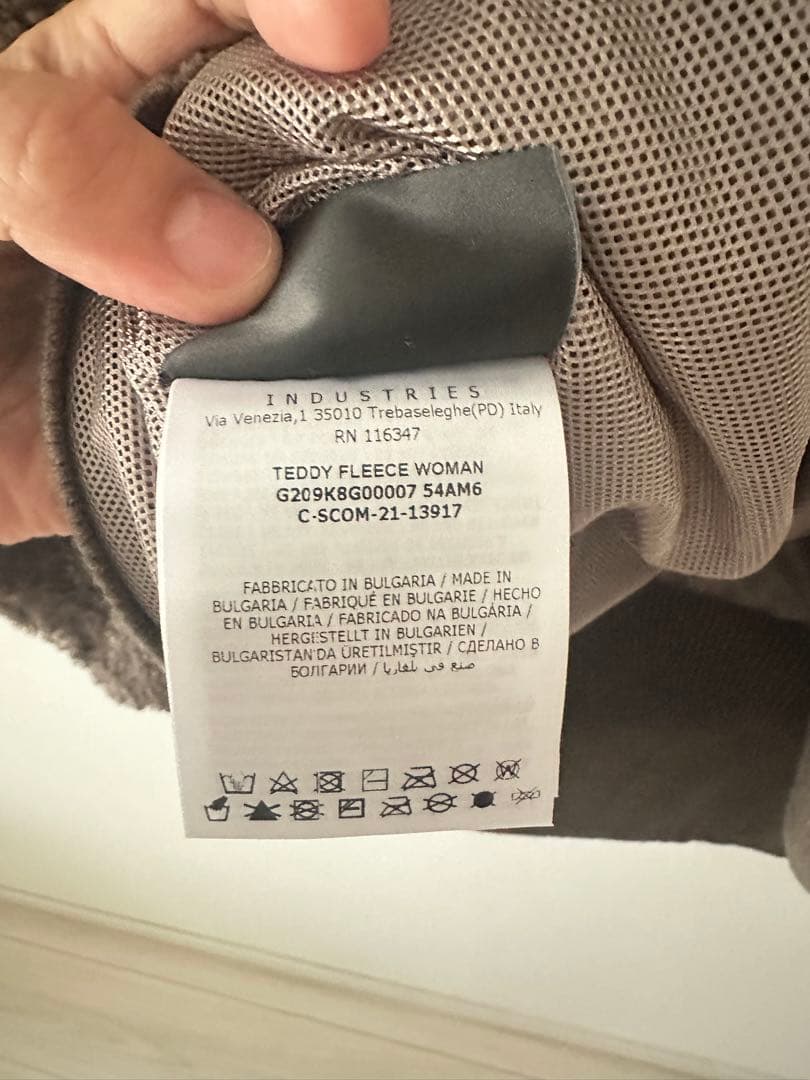 INDUSTRIES
Via Venezia,1 35010 Trebaseleghe(PD) Italy
RN 116347
TEDDY FLEECE WOMAN
G209K8G00007 54AM6
C-SCOM-21-13917
FABBRICATO IN BULGARIA / MADE IN
BULGARIA / FABRIQUÉ EN BULGARIE / HECHO
EN BULGARIA / FABRICADO NA BULGÁRIA /
HERGESTELLT IN BULGARIEN /
BULGARISTAN'DA ÜRETILMIŞTIR / СДЕЛАНО В
БОЛГАРИИ / صنع في بلغاريا